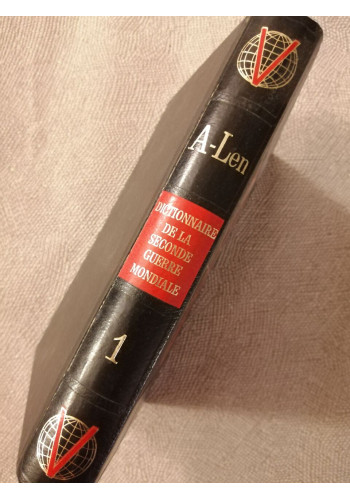 V
A-Len
DICTIONNAIRE
DE LA
SECONDE
GUERRE
MONDIALE
1
V